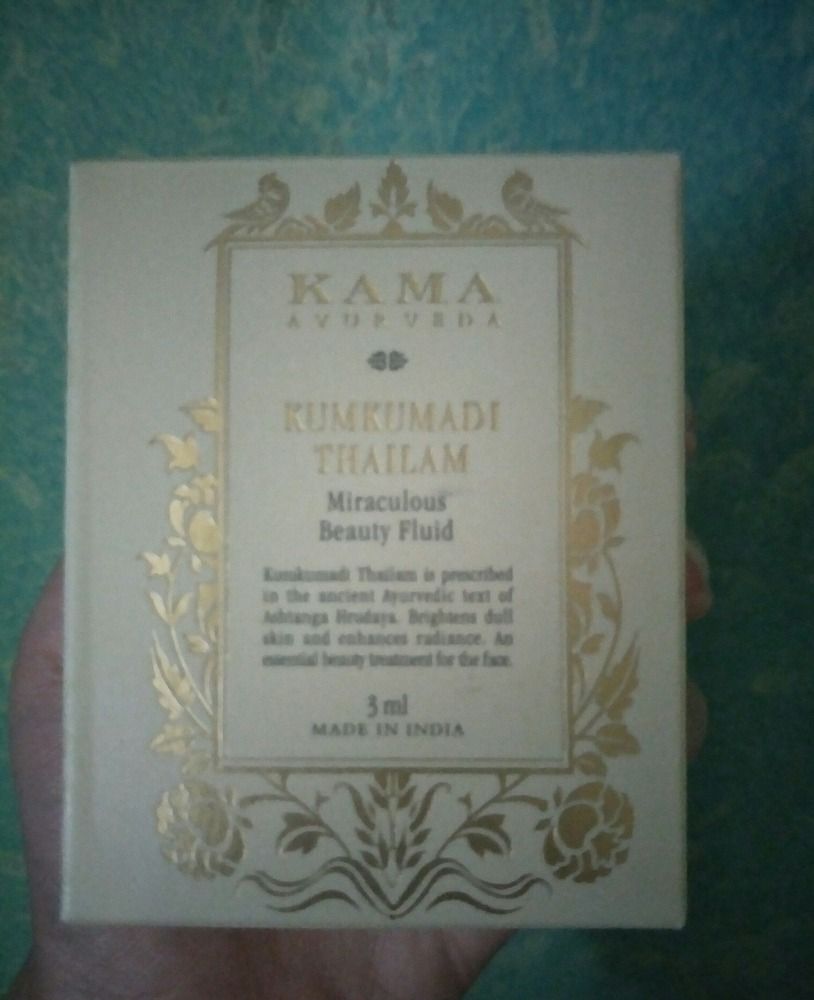 KAMA
AYURVEDA
KUMKUMADI
THAILAM
Miraculous
Beauty Fluid
Kumkumadi Thailam is prescribed
in the ancient Ayurvedic text of
Ashtanga Hrudaya. Brightens dull
skin and enhances radiance. An
essential beauty treatment for the face.
3 ml
MADE IN INDIA